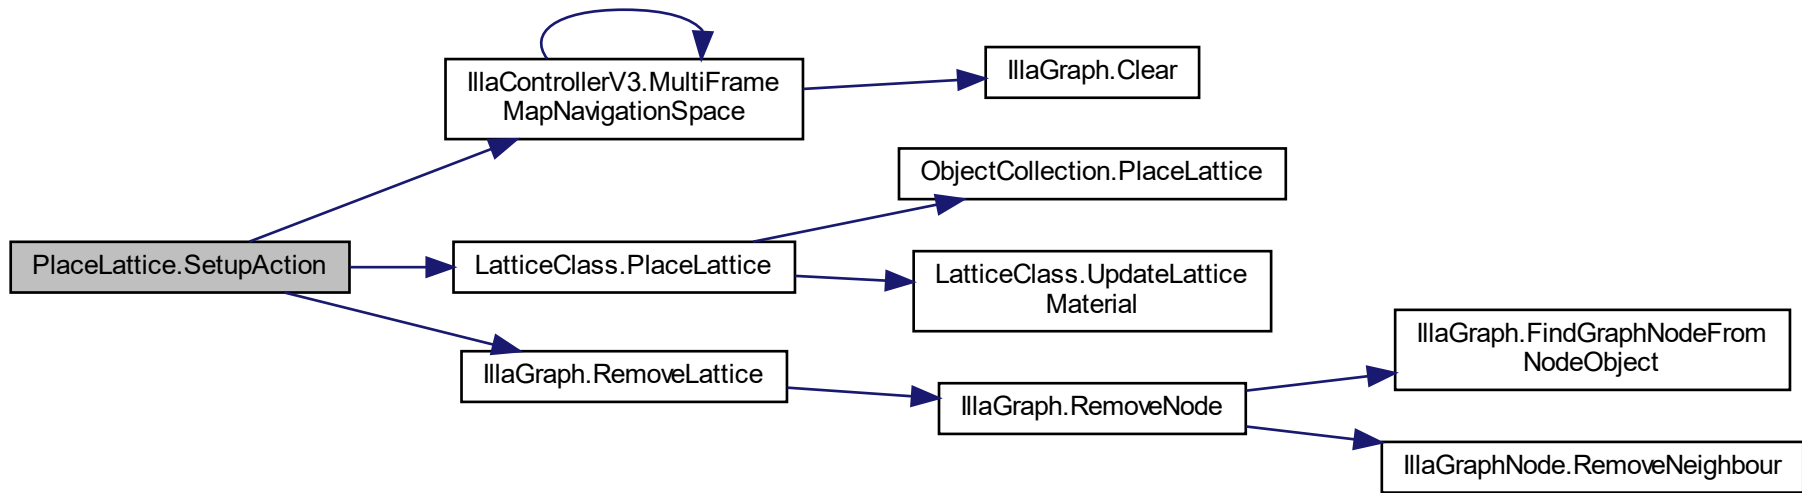 PlaceLattice.SetupAction
IllaControllerV3.MultiFrame
MapNavigationSpace
IllaGraph.Clear
LatticeClass.PlaceLattice
ObjectCollection.PlaceLattice
LatticeClass.UpdateLattice
Material
IllaGraph.RemoveLattice
IllaGraph.RemoveNode
IllaGraph.FindGraphNodeFrom
NodeObject
IllaGraphNode.RemoveNeighbour